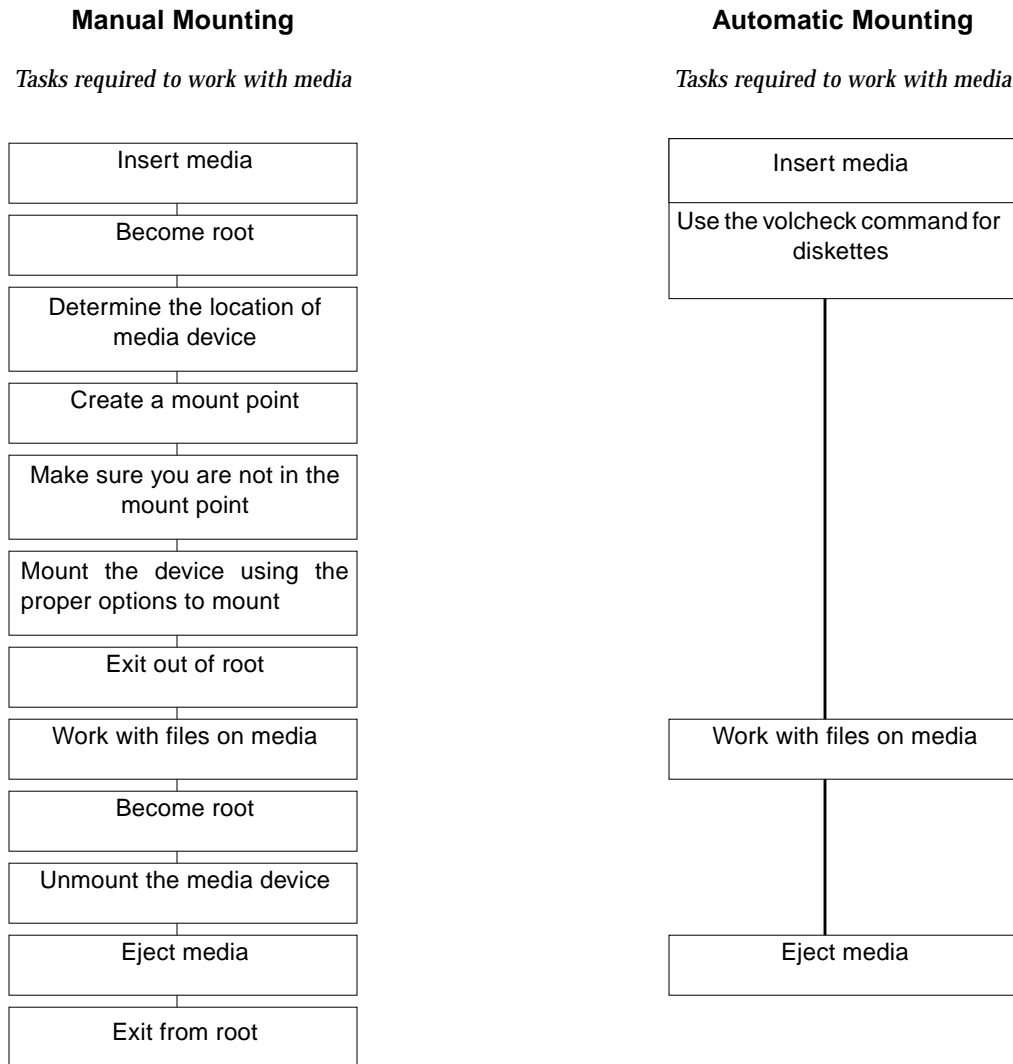 Manual Mounting
Tasks required to work with media
Insert media
Become root
Determine the location of
media device
Create a mount point
Make sure you are not in the
mount point
Mount the device using the
proper options to mount
Exit out of root
Work with files on media
Become root
Unmount the media device
Eject media
Exit from root
Automatic Mounting
Tasks required to work with media
Insert media
Use the volcheck command for
diskettes
Work with files on media
Eject media